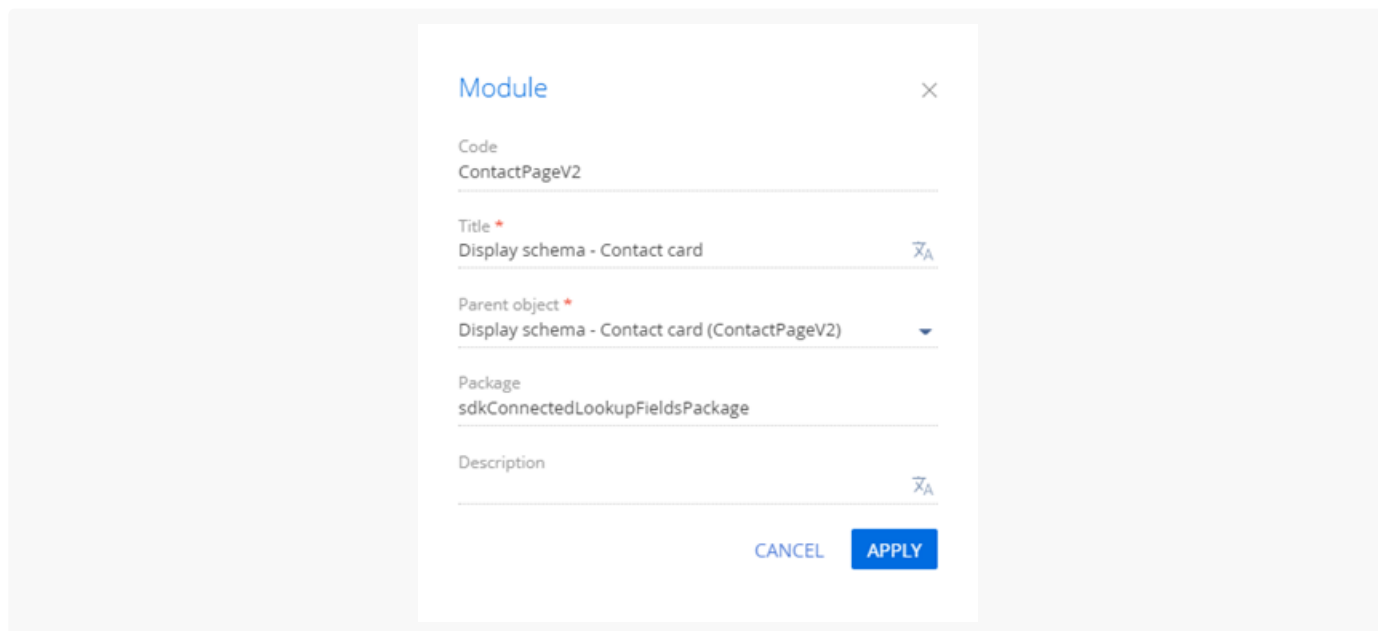 Module
Code
ContactPageV2
Title *
Display schema - Contact card
Parent object *
Display schema - Contact card (ContactPageV2)
Package
sdkConnectedLookupFieldsPackage
Description
CANCEL
APPLY